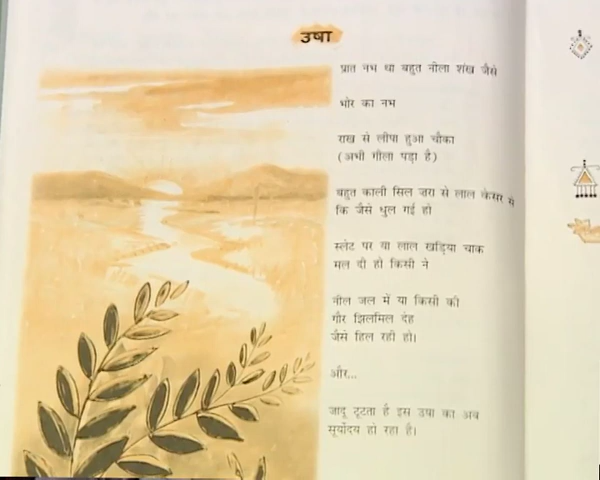 उषा
प्रात नभ था बहुत नीला शंख जैसे
भोर का नभ
राख से लीपा हुआ चौका
(अभी गीला पड़ा है)
बहुत काली सिल ज़रा से लाल केसर से
कि जैसे धुल गई हो
स्लेट पर या लाल खड़िया चाक
मल दी हो किसी ने
नील जल में या किसी की
गौर झिलमिल देह
जैसे हिल रही हो।
और...
जादू टूटता है इस उषा का अब
सूर्योदय हो रहा है।